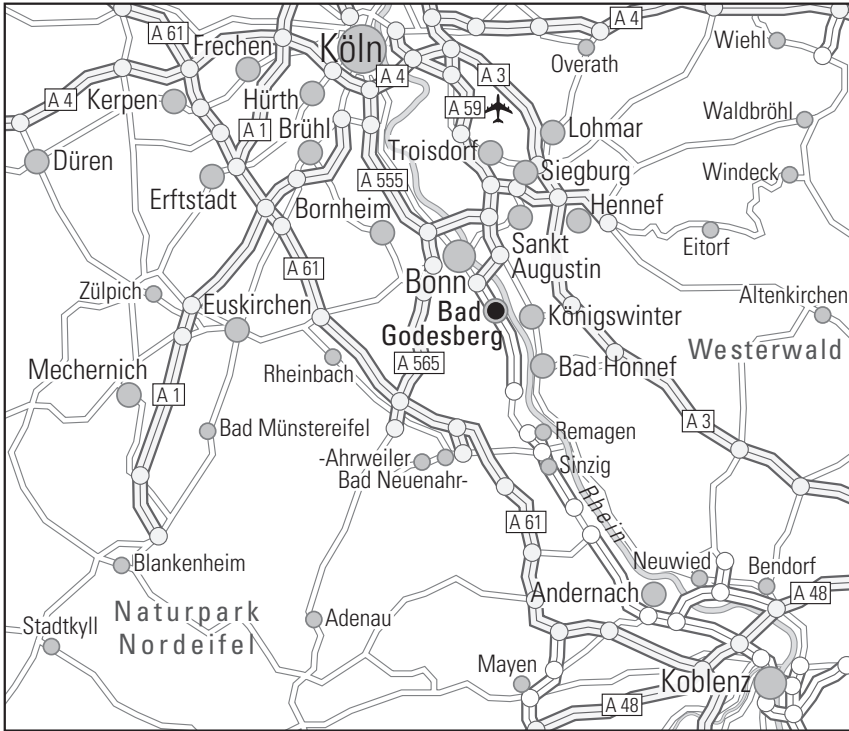 A 61
Köln
A 4
Frechen
Wiehl
Overath
A 4
A 3
A 4
Kerpen
Hürth
A 59
Waldbröhl
A 1
Brühl
Lohmar
Düren
Troisdorf
Siegburg
Windeck
A 555
Erftstadt
Bornheim
Hennef
Eitorf
Sankt
Augustin
A 61
Bonn
Zülpich
Euskirchen
Altenkirchen
Bad
Godesberg
Königswinter
Westerwald
Mechernich
Rheinbach
A 565
Bad Honnef
A 1
A 3
Bad Münstereifel
Remagen
-Ahrweiler
Bad Neuenahr-
Sinzig
Rhein
A 61
Blankenheim
Neuwied
Bendorf
Andernach
A 48
Naturpark
Nordeifel
Adenau
Stadtkyll
Mayen
Koblenz
A 48